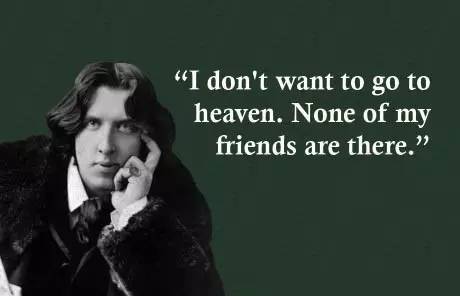 “I don't want to go to
heaven. None of my
friends are there.”